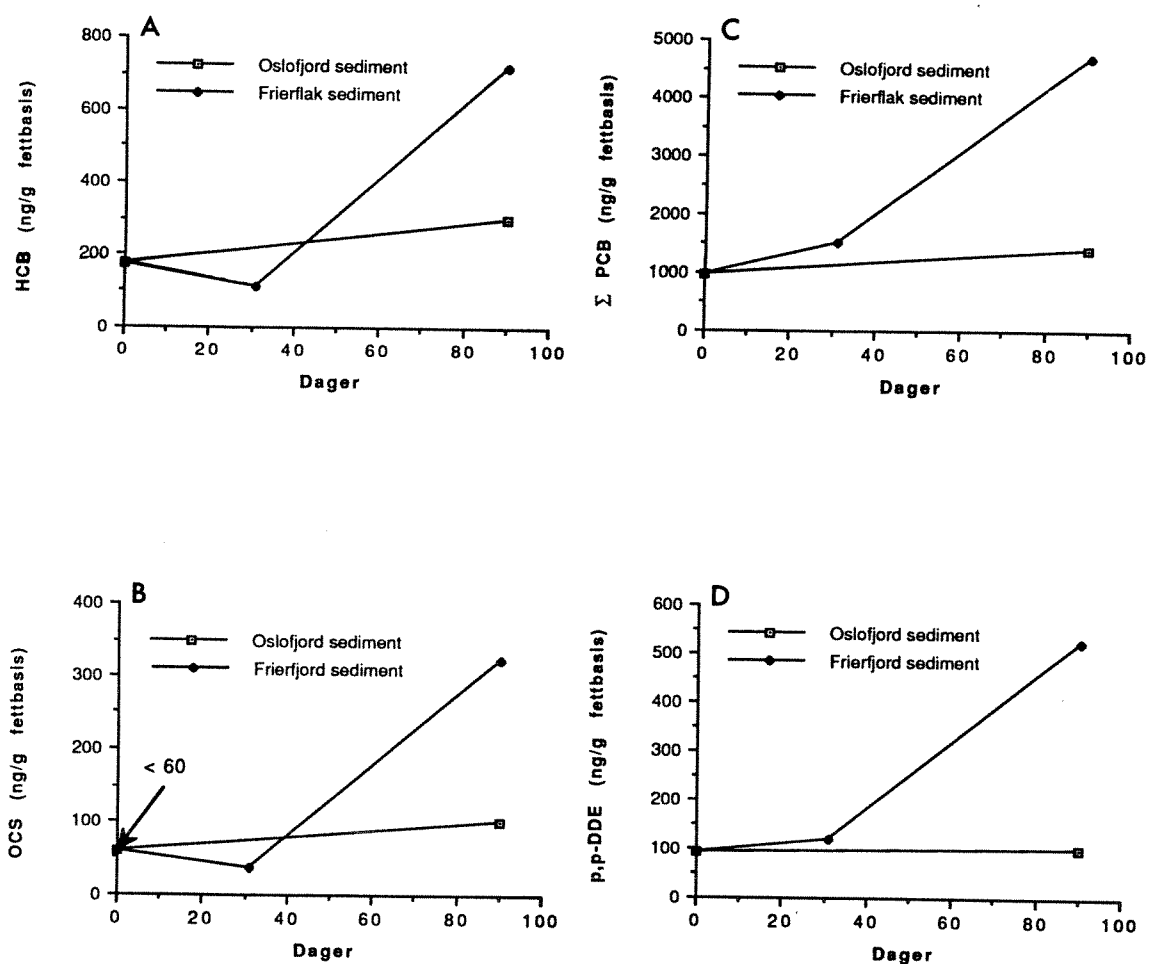 A
800
600
400
200
0
HCB (ng/g fettbasis)
Oslofjord sediment
Frierflak sediment
0 20 40 60 80 100
Dager
C
5000
4000
3000
2000
1000
0
Σ PCB (ng/g fettbasis)
Oslofjord sediment
Frierflak sediment
0 20 40 60 80 100
Dager
B
400
300
200
100
0
OCS (ng/g fettbasis)
Oslofjord sediment
Frierfjord sediment
< 60
0 20 40 60 80 100
Dager
D
600
500
400
300
200
100
0
p,p-DDE (ng/g fettbasis)
Oslofjord sediment
Frierfjord sediment
0 20 40 60 80 100
Dager